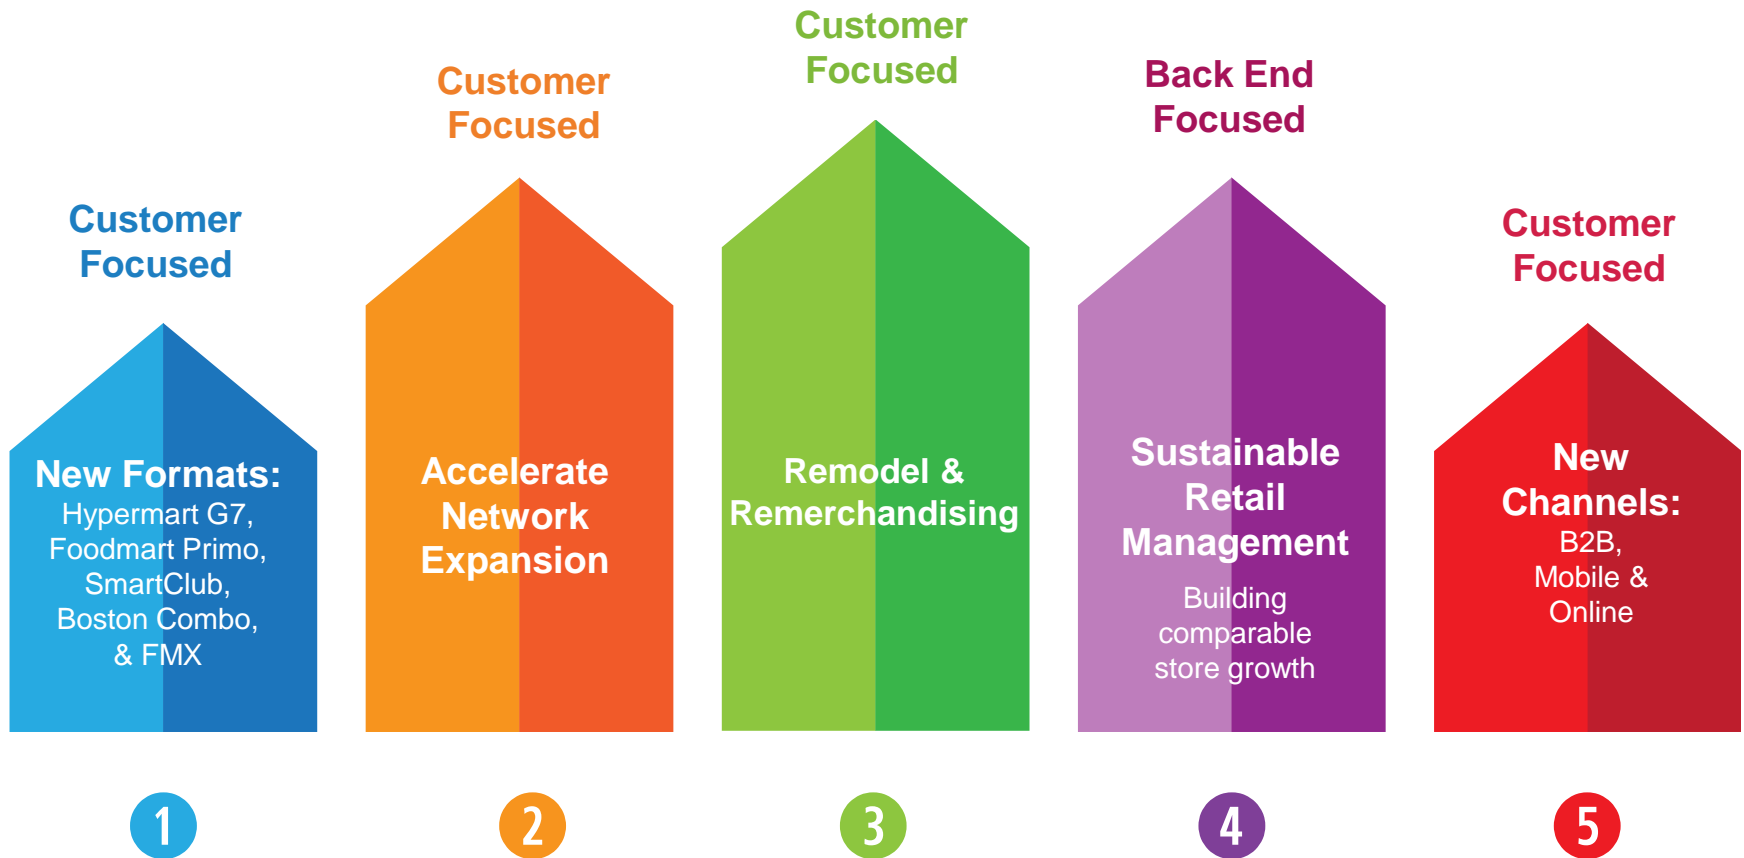 Customer
Focused
New Formats:
Hypermart G7,
Foodmart Primo,
SmartClub,
Boston Combo,
& FMX
1
Customer
Focused
Accelerate
Network
Expansion
2
Customer
Focused
Remodel &
Remerchandising
3
Back End
Focused
Sustainable
Retail
Management
Building
comparable
store growth
4
Customer
Focused
New
Channels:
B2B,
Mobile &
Online
5